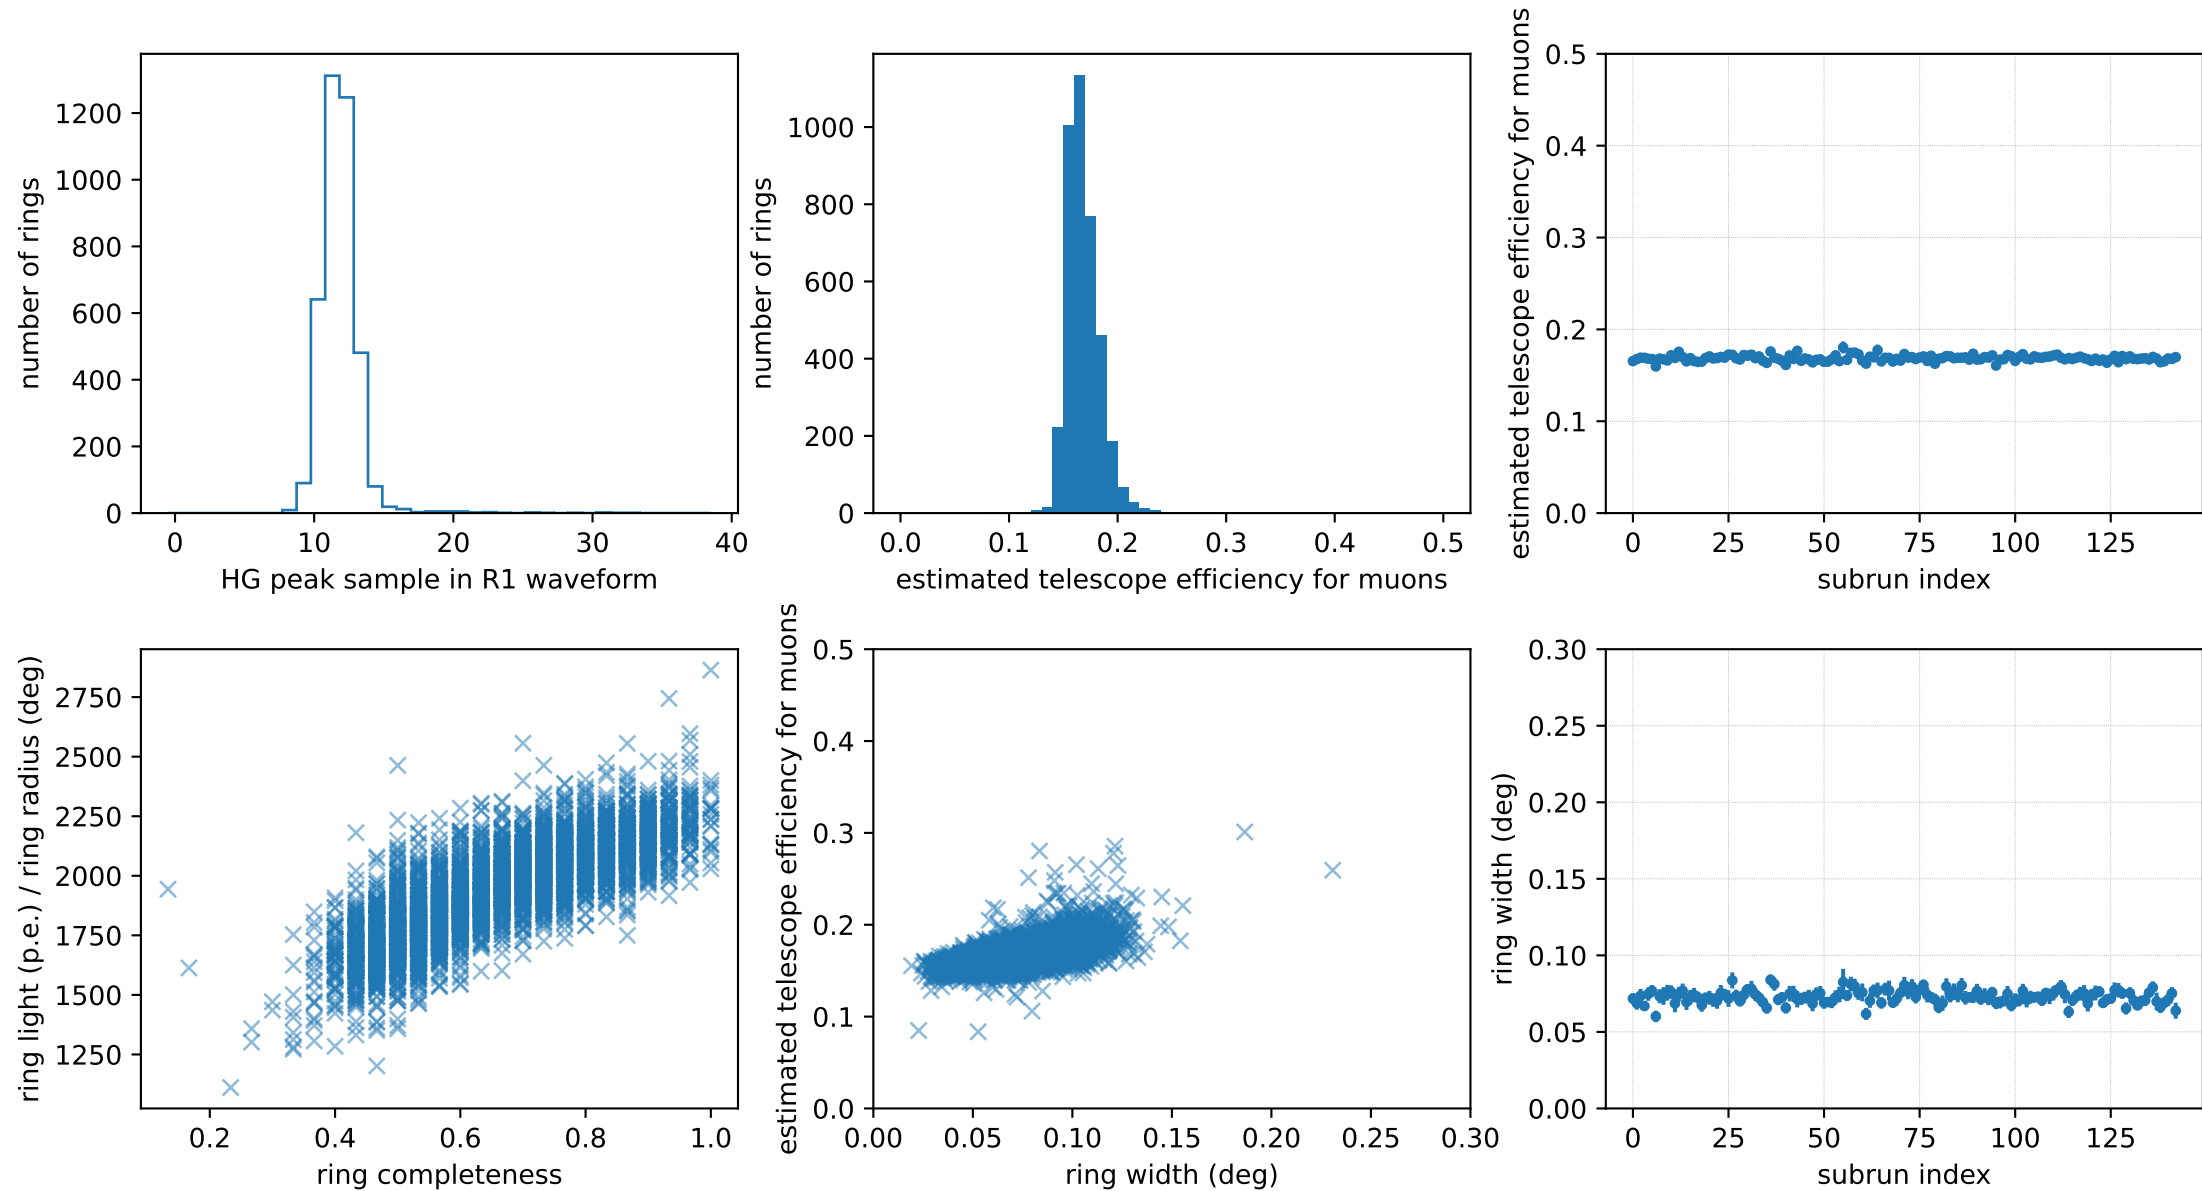 1200
1000
800
600
400
200
0
number of rings
0 10 20 30 40
HG peak sample in R1 waveform
1000
800
600
400
200
0
number of rings
0.0 0.1 0.2 0.3 0.4 0.5
estimated telescope efficiency for muons
0.5
0.4
0.3
0.2
0.1
0.0
estimated telescope efficiency for muons
0 25 50 75 100 125
subrun index
2750
2500
2250
2000
1750
1500
1250
ring light (p.e.) / ring radius (deg)
0.2 0.4 0.6 0.8 1.0
ring completeness
0.5
0.4
0.3
0.2
0.1
0.0
estimated telescope efficiency for muons
0.00 0.05 0.10 0.15 0.20 0.25 0.30
ring width (deg)
0.30
0.25
0.20
0.15
0.10
0.05
0.00
ring width (deg)
0 25 50 75 100 125
subrun index